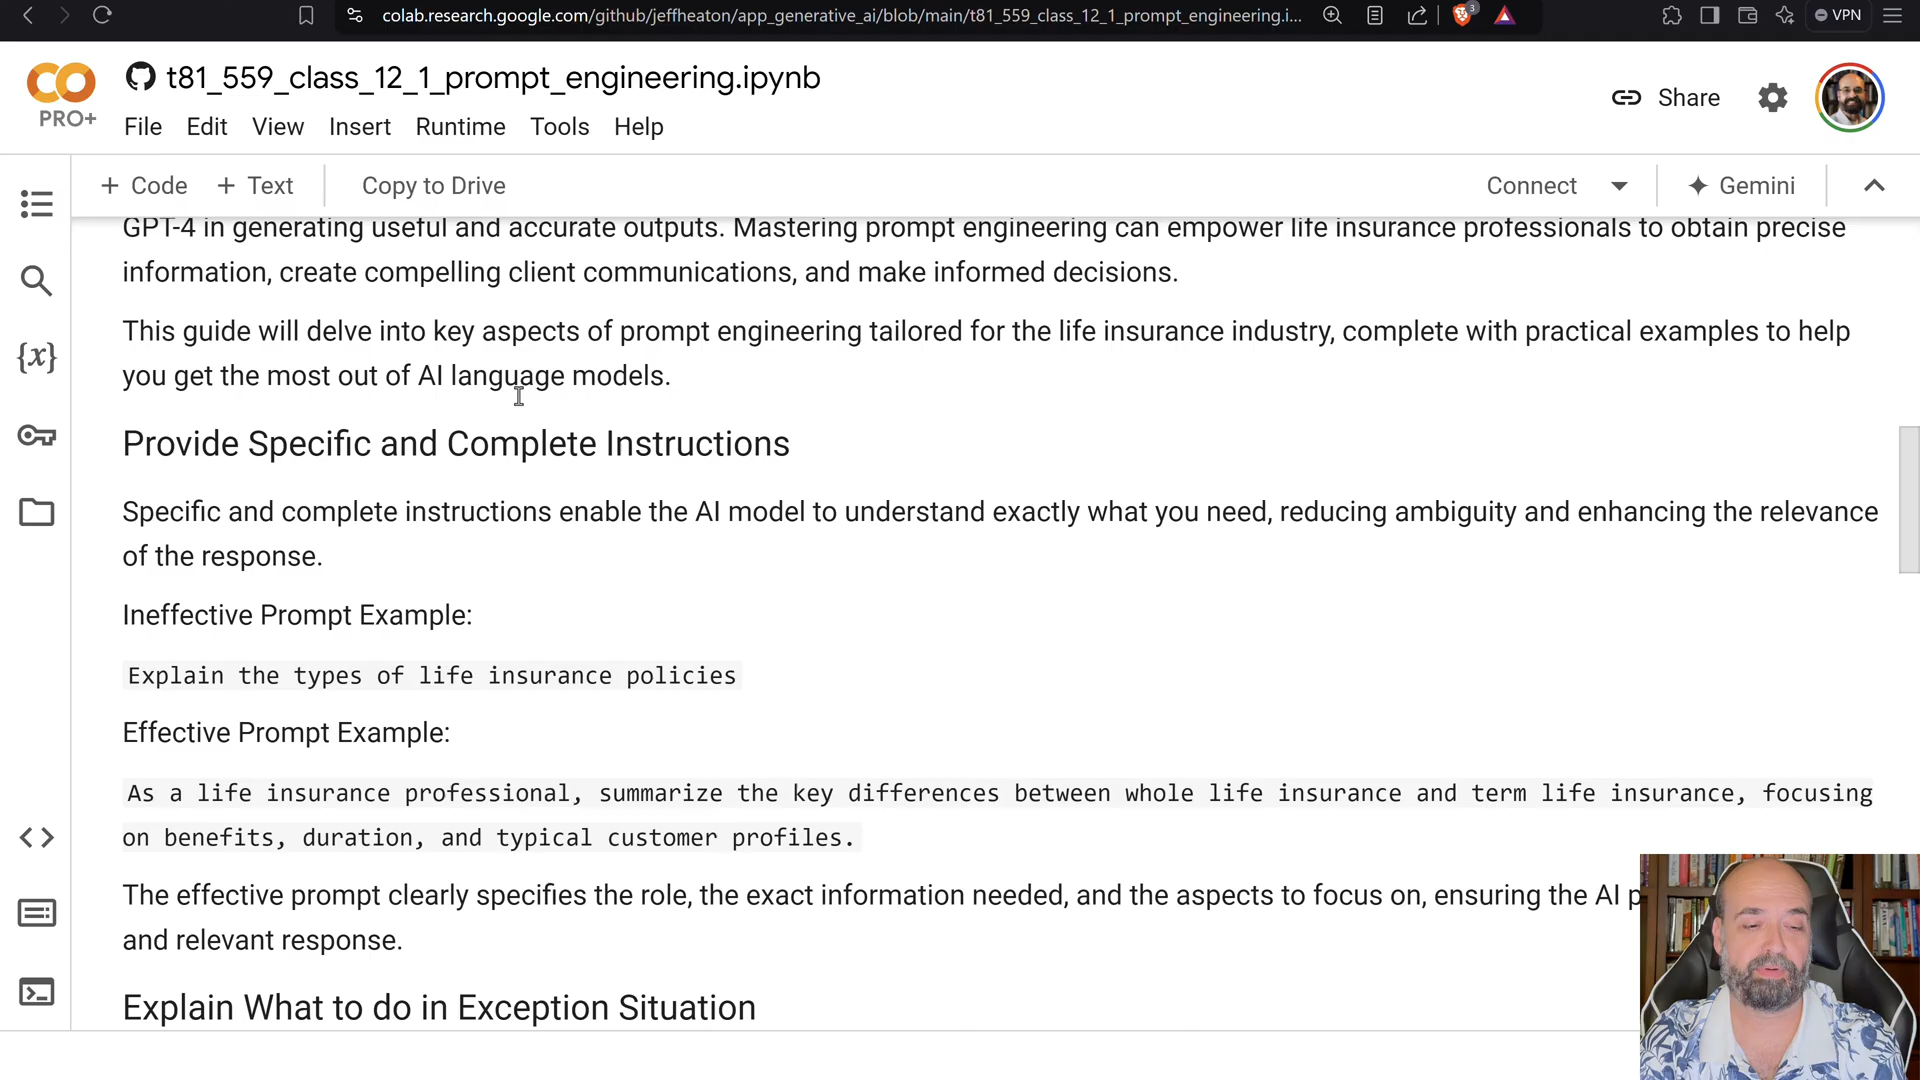 colab.research.google.com/github/jeffheaton/app_generative_ai/blob/main/t81_559_class_12_1_prompt_engineering.i...
3
VPN
PRO+
t81_559_class_12_1_prompt_engineering.ipynb
Share
File Edit View Insert Runtime Tools Help
+ Code + Text Copy to Drive Connect Gemini
GPT-4 in generating useful and accurate outputs. Mastering prompt engineering can empower life insurance professionals to obtain precise
information, create compelling client communications, and make informed decisions.
This guide will delve into key aspects of prompt engineering tailored for the life insurance industry, complete with practical examples to help
you get the most out of AI language models.
Provide Specific and Complete Instructions
Specific and complete instructions enable the AI model to understand exactly what you need, reducing ambiguity and enhancing the relevance
of the response.
Ineffective Prompt Example:
Explain the types of life insurance policies
Effective Prompt Example:
As a life insurance professional, summarize the key differences between whole life insurance and term life insurance, focusing
on benefits, duration, and typical customer profiles.
The effective prompt clearly specifies the role, the exact information needed, and the aspects to focus on, ensuring the AI p
and relevant response.
Explain What to do in Exception Situation